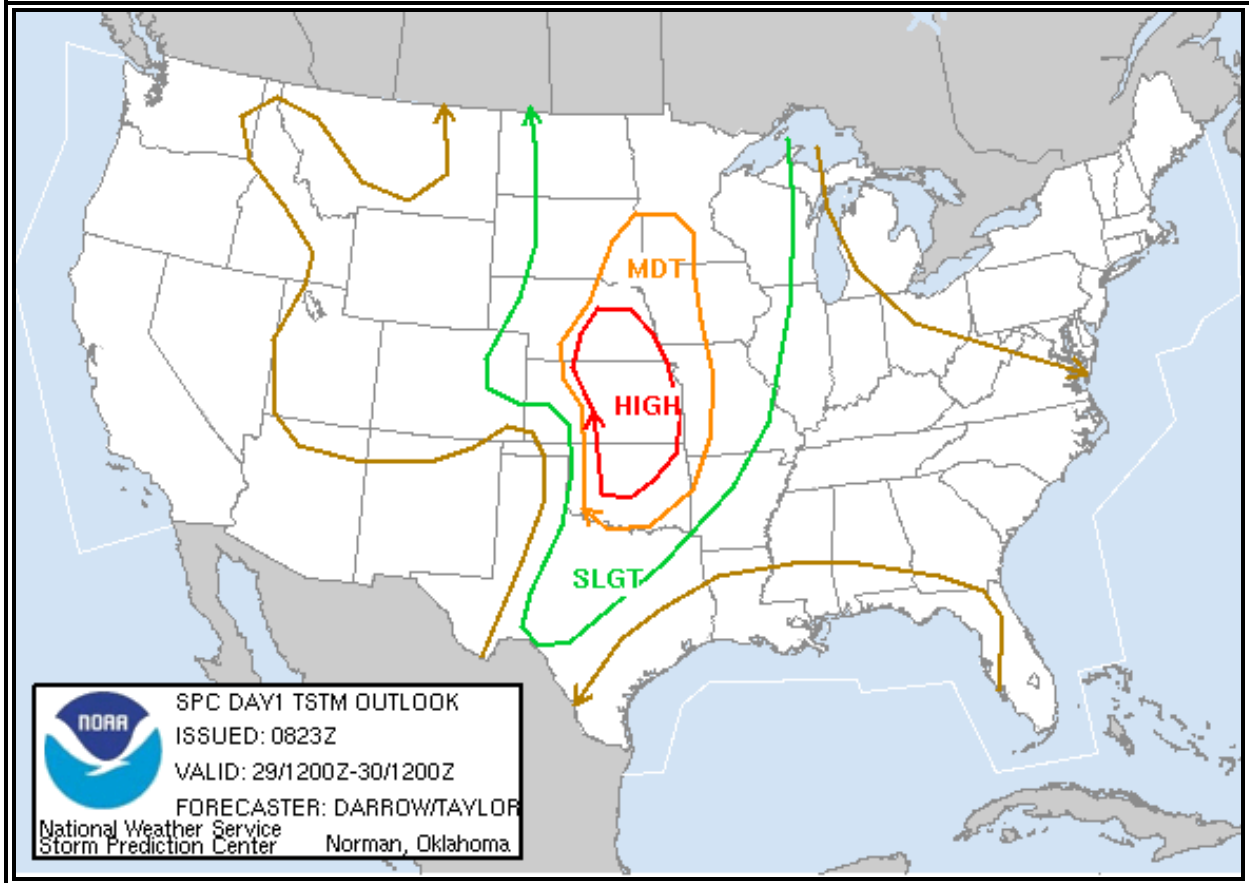 MDT
HIGH
SLGT
NOAA
SPC DAY1 TSTM OUTLOOK
ISSUED: 0823Z
VALID: 29/1200Z-30/1200Z
FORECASTER: DARROW/TAYLOR
National Weather Service
Storm Prediction Center Norman, Oklahoma